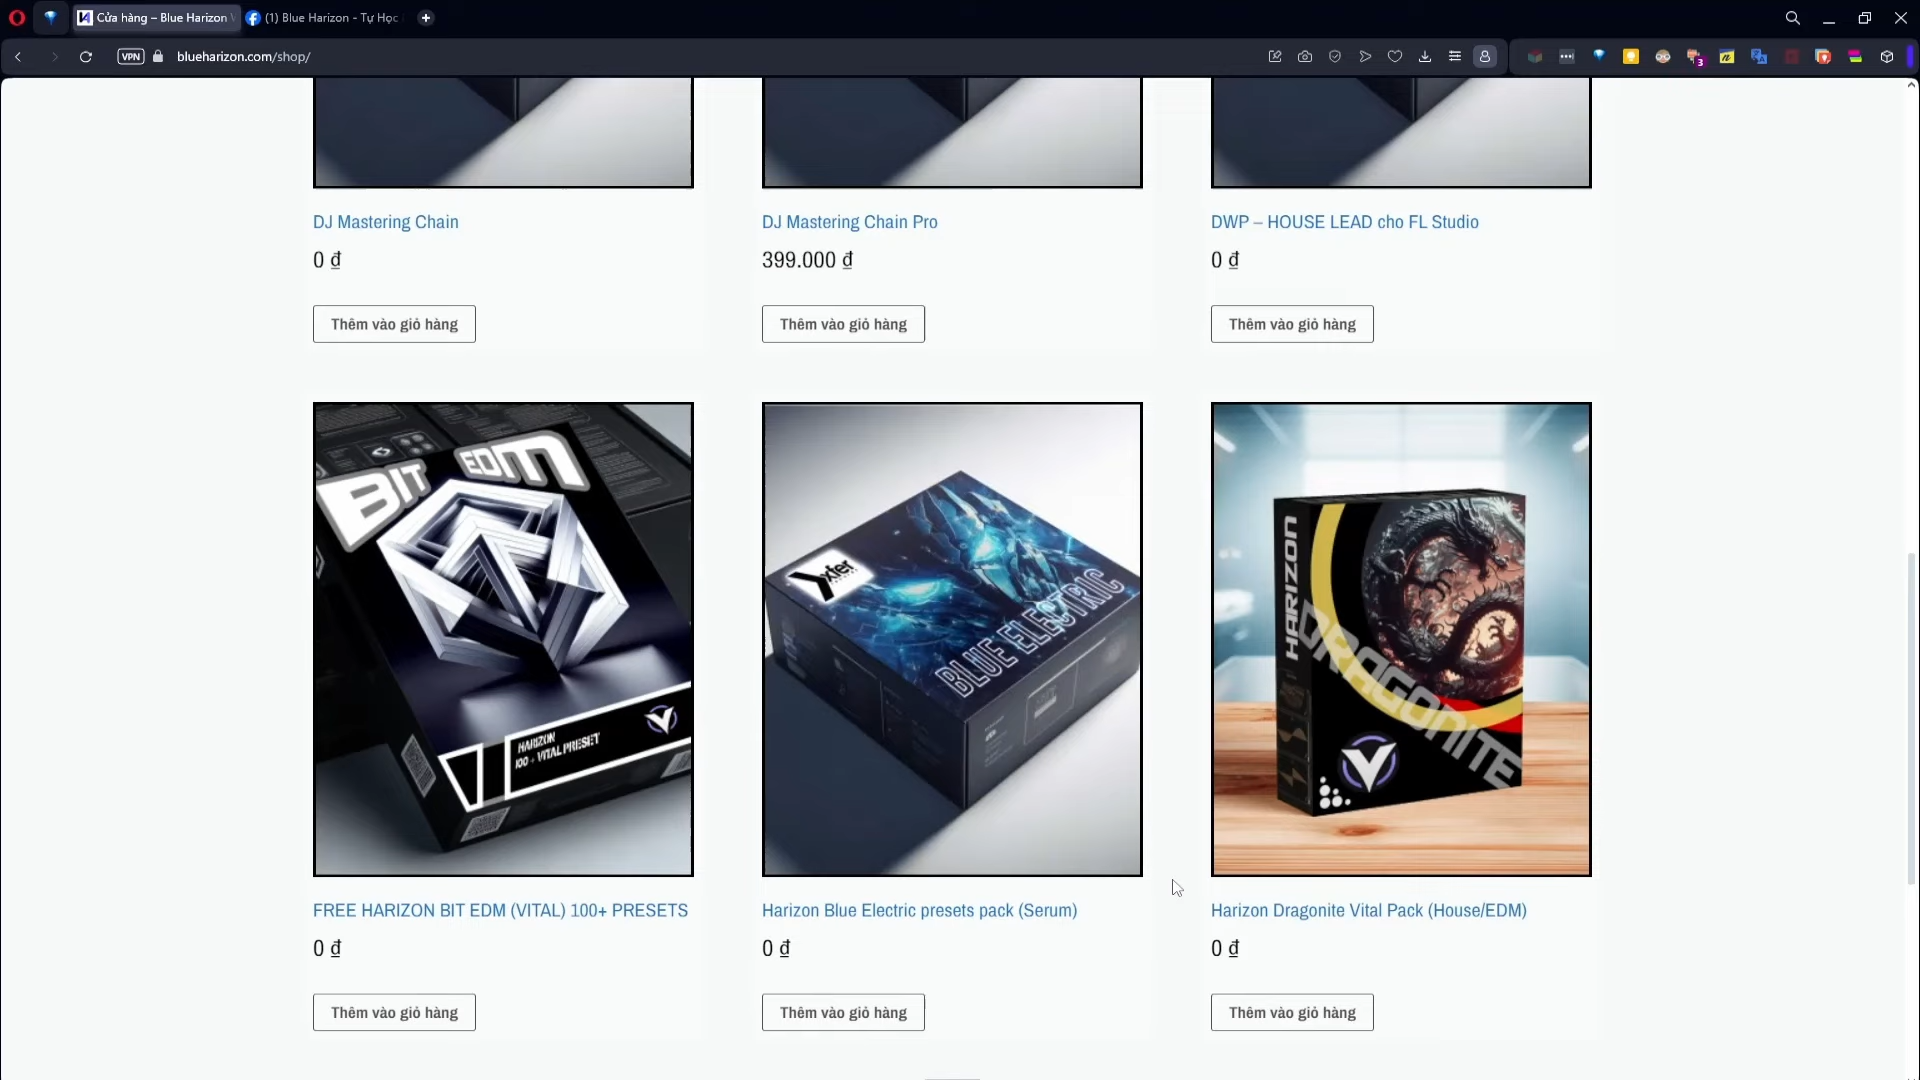 Cửa hàng – Blue Harizon
(1) Blue Harizon - Tự Học
VPN
blueharizon.com/shop/
3
DJ Mastering Chain
DJ Mastering Chain Pro
DWP – HOUSE LEAD cho FL Studio
0 ₫
399.000 ₫
0 ₫
Thêm vào giỏ hàng
Thêm vào giỏ hàng
Thêm vào giỏ hàng
BIT EDM
HARIZON
100 + VITAL PRESET
xfer
BLUE ELECTRIC
HARIZON
DRAGONITE
FREE HARIZON BIT EDM (VITAL) 100+ PRESETS
Harizon Blue Electric presets pack (Serum)
Harizon Dragonite Vital Pack (House/EDM)
0 ₫
0 ₫
0 ₫
Thêm vào giỏ hàng
Thêm vào giỏ hàng
Thêm vào giỏ hàng